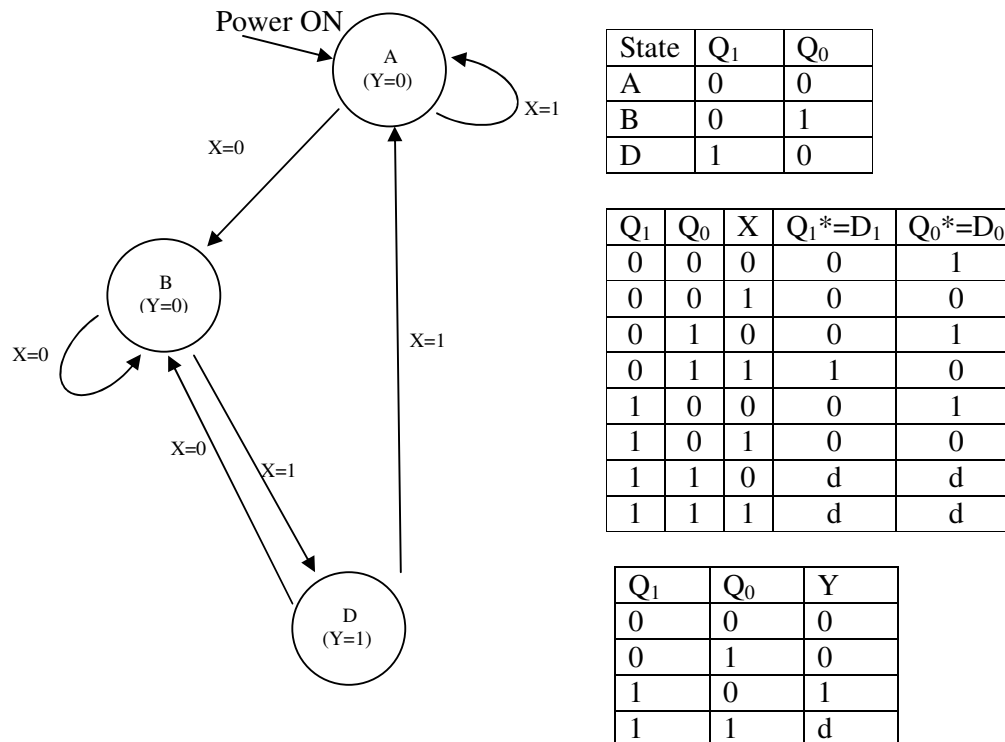 Power ON
A
(Y=0)
X=1
X=0
B
(Y=0)
X=0
X=1
X=0
X=1
D
(Y=1)
State Q₁ Q₀
A 0 0
B 0 1
D 1 0
Q₁ Q₀ X Q₁*=D₁ Q₀*=D₀
0 0 0 0 1
0 0 1 0 0
0 1 0 0 1
0 1 1 1 0
1 0 0 0 1
1 0 1 0 0
1 1 0 d d
1 1 1 d d
Q₁ Q₀ Y
0 0 0
0 1 0
1 0 1
1 1 d